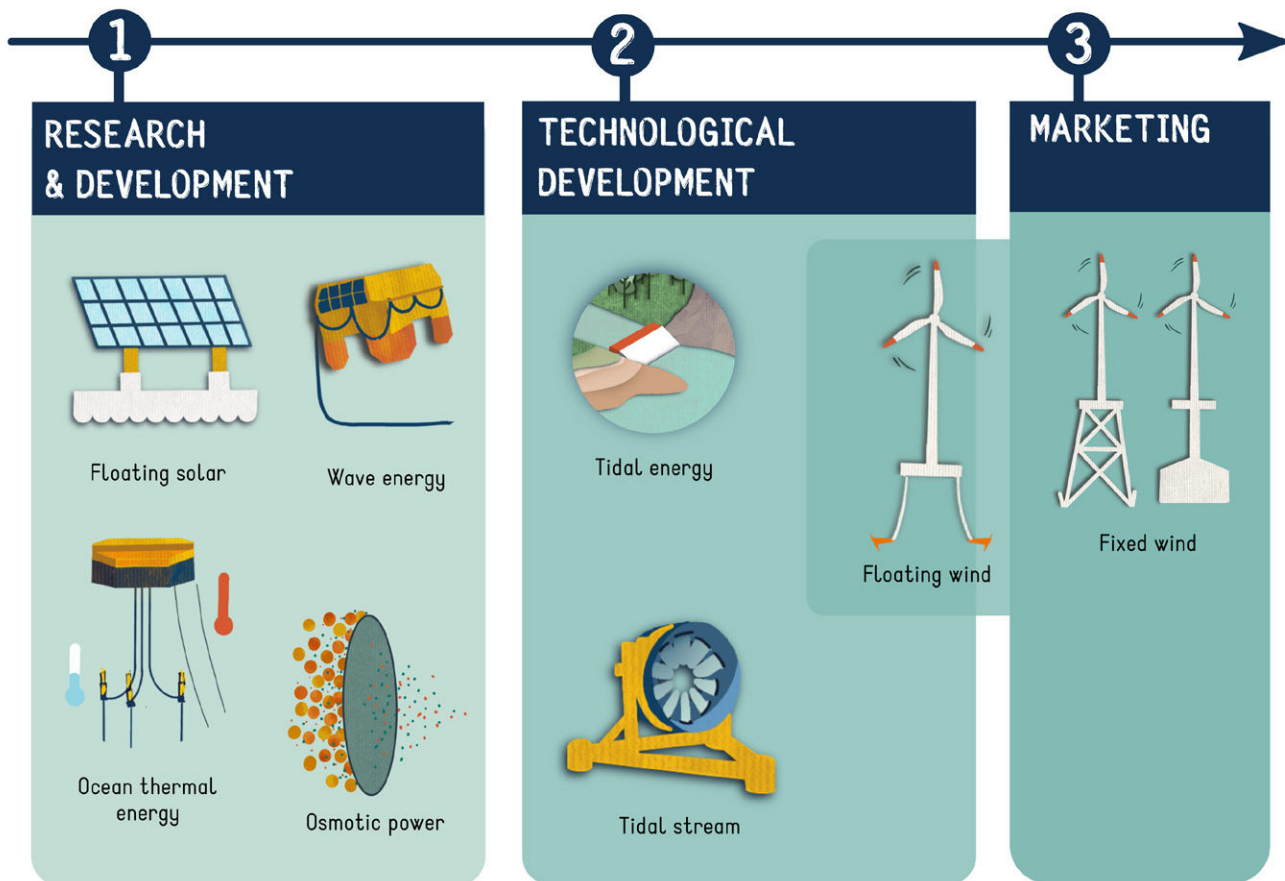 1
2
3
RESEARCH
& DEVELOPMENT
TECHNOLOGICAL
DEVELOPMENT
MARKETING
Floating solar
Wave energy
Ocean thermal
energy
Osmotic power
Tidal energy
Floating wind
Tidal stream
Fixed wind